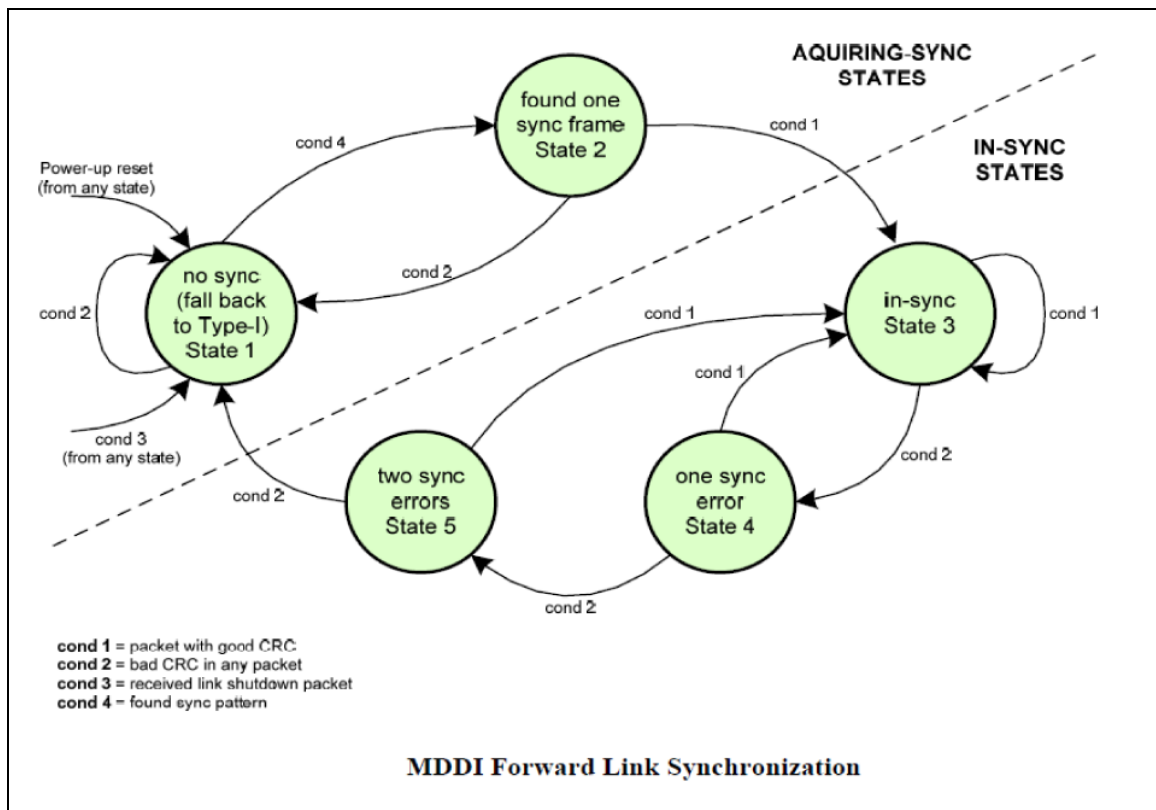 AQUIRING-SYNC
STATES
found one
sync frame
State 2
cond 4
cond 1
IN-SYNC
STATES
Power-up reset
(from any state)
cond 2
no sync
(fall back
to Type-I)
State 1
cond 2
cond 1
in-sync
State 3
cond 1
cond 1
cond 3
(from any state)
cond 2
two sync
errors
State 5
one sync
error
State 4
cond 2
cond 2
cond 1 = packet with good CRC
cond 2 = bad CRC in any packet
cond 3 = received link shutdown packet
cond 4 = found sync pattern
MDDI Forward Link Synchronization